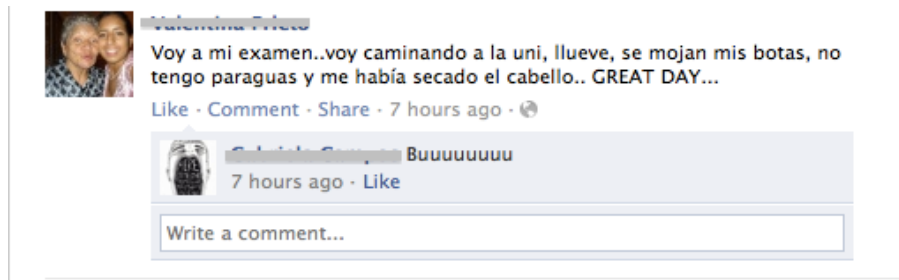 Voy a mi examen..voy caminando a la uni, llueve, se mojan mis botas, no
tengo paraguas y me había secado el cabello.. GREAT DAY...
Like · Comment · Share · 7 hours ago ·
Buuuuuuuu
7 hours ago · Like
Write a comment...